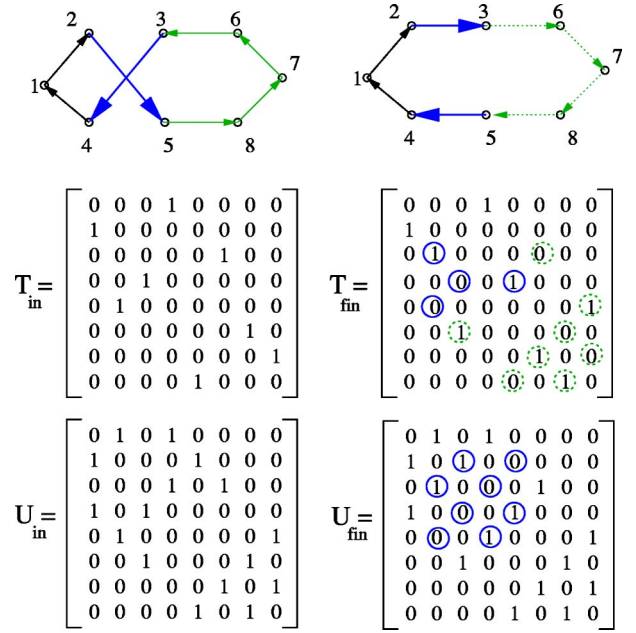 2 3 6
7
1
4 5 8
2 3 6
7
1
4 5 8
T_in =
0 0 0 1 0 0 0 0
1 0 0 0 0 0 0 0
0 0 0 0 0 1 0 0
0 0 1 0 0 0 0 0
0 1 0 0 0 0 0 0
0 0 0 0 0 0 1 0
0 0 0 0 0 0 0 1
0 0 0 0 1 0 0 0
T_fin =
0 0 0 1 0 0 0 0
1 0 0 0 0 0 0 0
0 1 0 0 0 0 0 0
0 0 0 0 1 0 0 0
0 0 0 0 0 0 0 1
0 0 1 0 0 0 0 0
0 0 0 0 0 1 0 0
0 0 0 0 0 0 1 0
U_in =
0 1 0 1 0 0 0 0
1 0 0 0 1 0 0 0
0 0 0 1 0 1 0 0
1 0 1 0 0 0 0 0
0 1 0 0 0 0 0 1
0 0 1 0 0 0 1 0
0 0 0 0 0 1 0 1
0 0 0 0 1 0 1 0
U_fin =
0 1 0 1 0 0 0 0
1 0 1 0 0 0 0 0
0 1 0 0 0 1 0 0
1 0 0 0 1 0 0 0
0 0 0 1 0 0 0 1
0 0 1 0 0 0 1 0
0 0 0 0 0 1 0 1
0 0 0 0 1 0 1 0